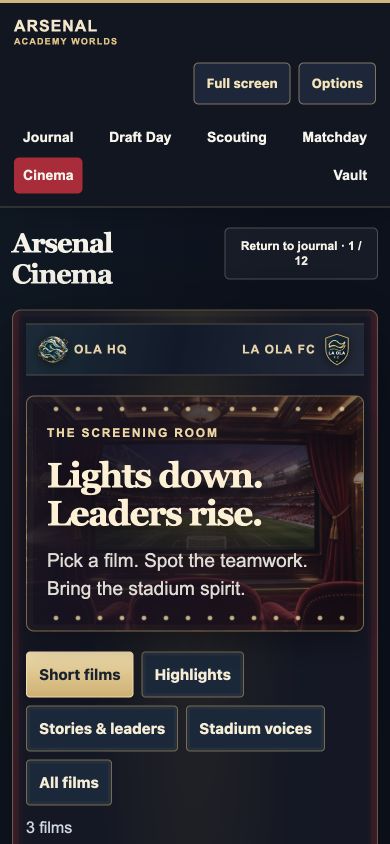 ARSENAL
ACADEMY WORLDS
Full screen
Options
Journal
Draft Day
Scouting
Matchday
Cinema
Vault
Arsenal
Cinema
Return to journal · 1 /
12
OLA HQ
LA OLA FC
LA OLA
THE SCREENING ROOM
Lights down.
Leaders rise.
Pick a film. Spot the teamwork.
Bring the stadium spirit.
Short films
Highlights
Stories & leaders
Stadium voices
All films
3 films